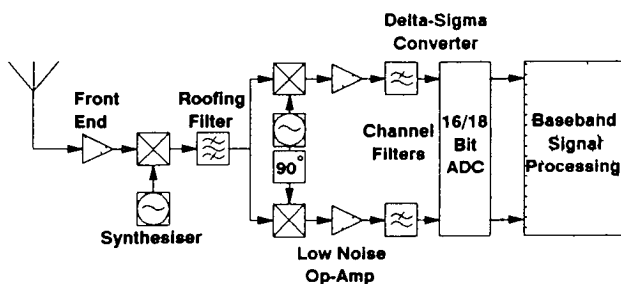 Delta-Sigma
Converter
Front
End
Roofing
Filter
90°
Channel
Filters
16/18
Bit
ADC
Baseband
Signal
Processing
Synthesiser
Low Noise
Op-Amp